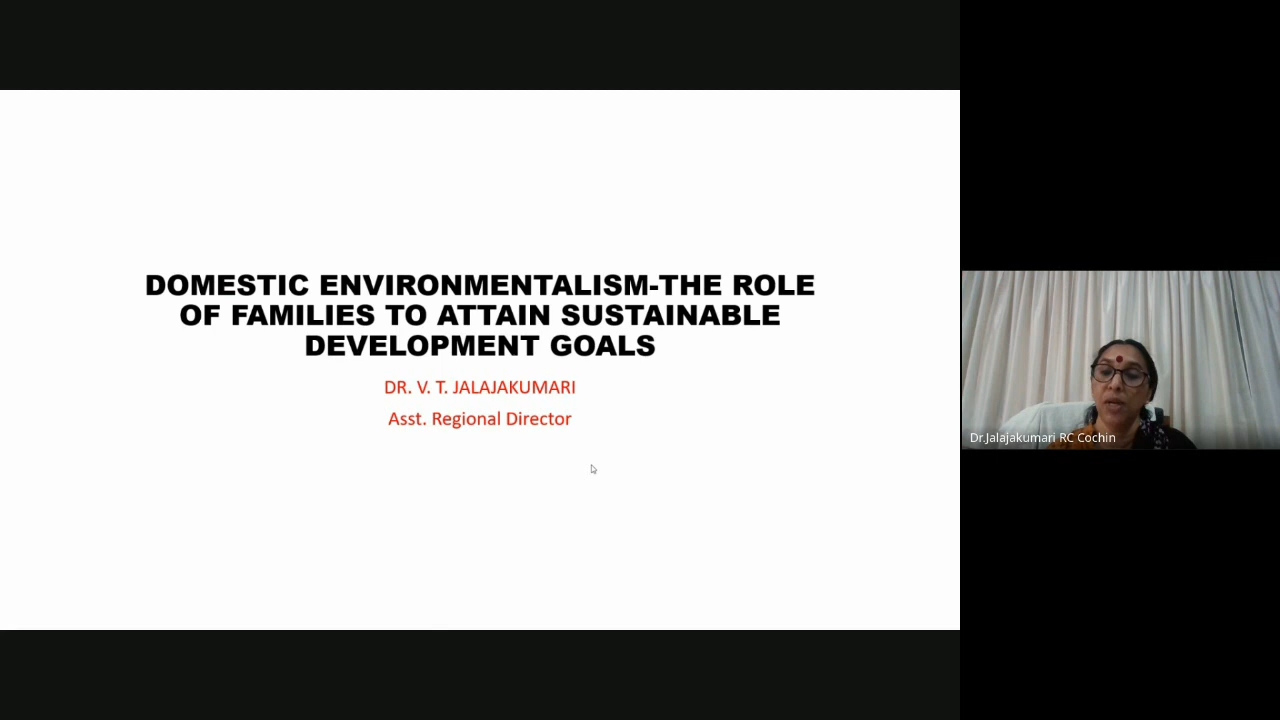 DOMESTIC ENVIRONMENTALISM-THE ROLE
OF FAMILIES TO ATTAIN SUSTAINABLE
DEVELOPMENT GOALS
DR. V. T. JALAJAKUMARI
Asst. Regional Director
Dr.Jalajakumari RC Cochin